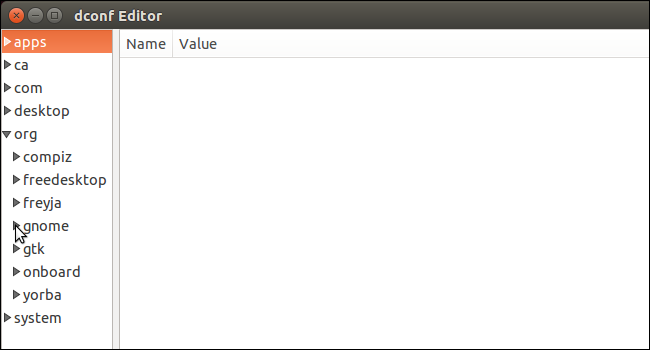 dconf Editor
Name Value
apps
ca
com
desktop
org
compiz
freedesktop
freyja
gnome
gtk
onboard
yorba
system